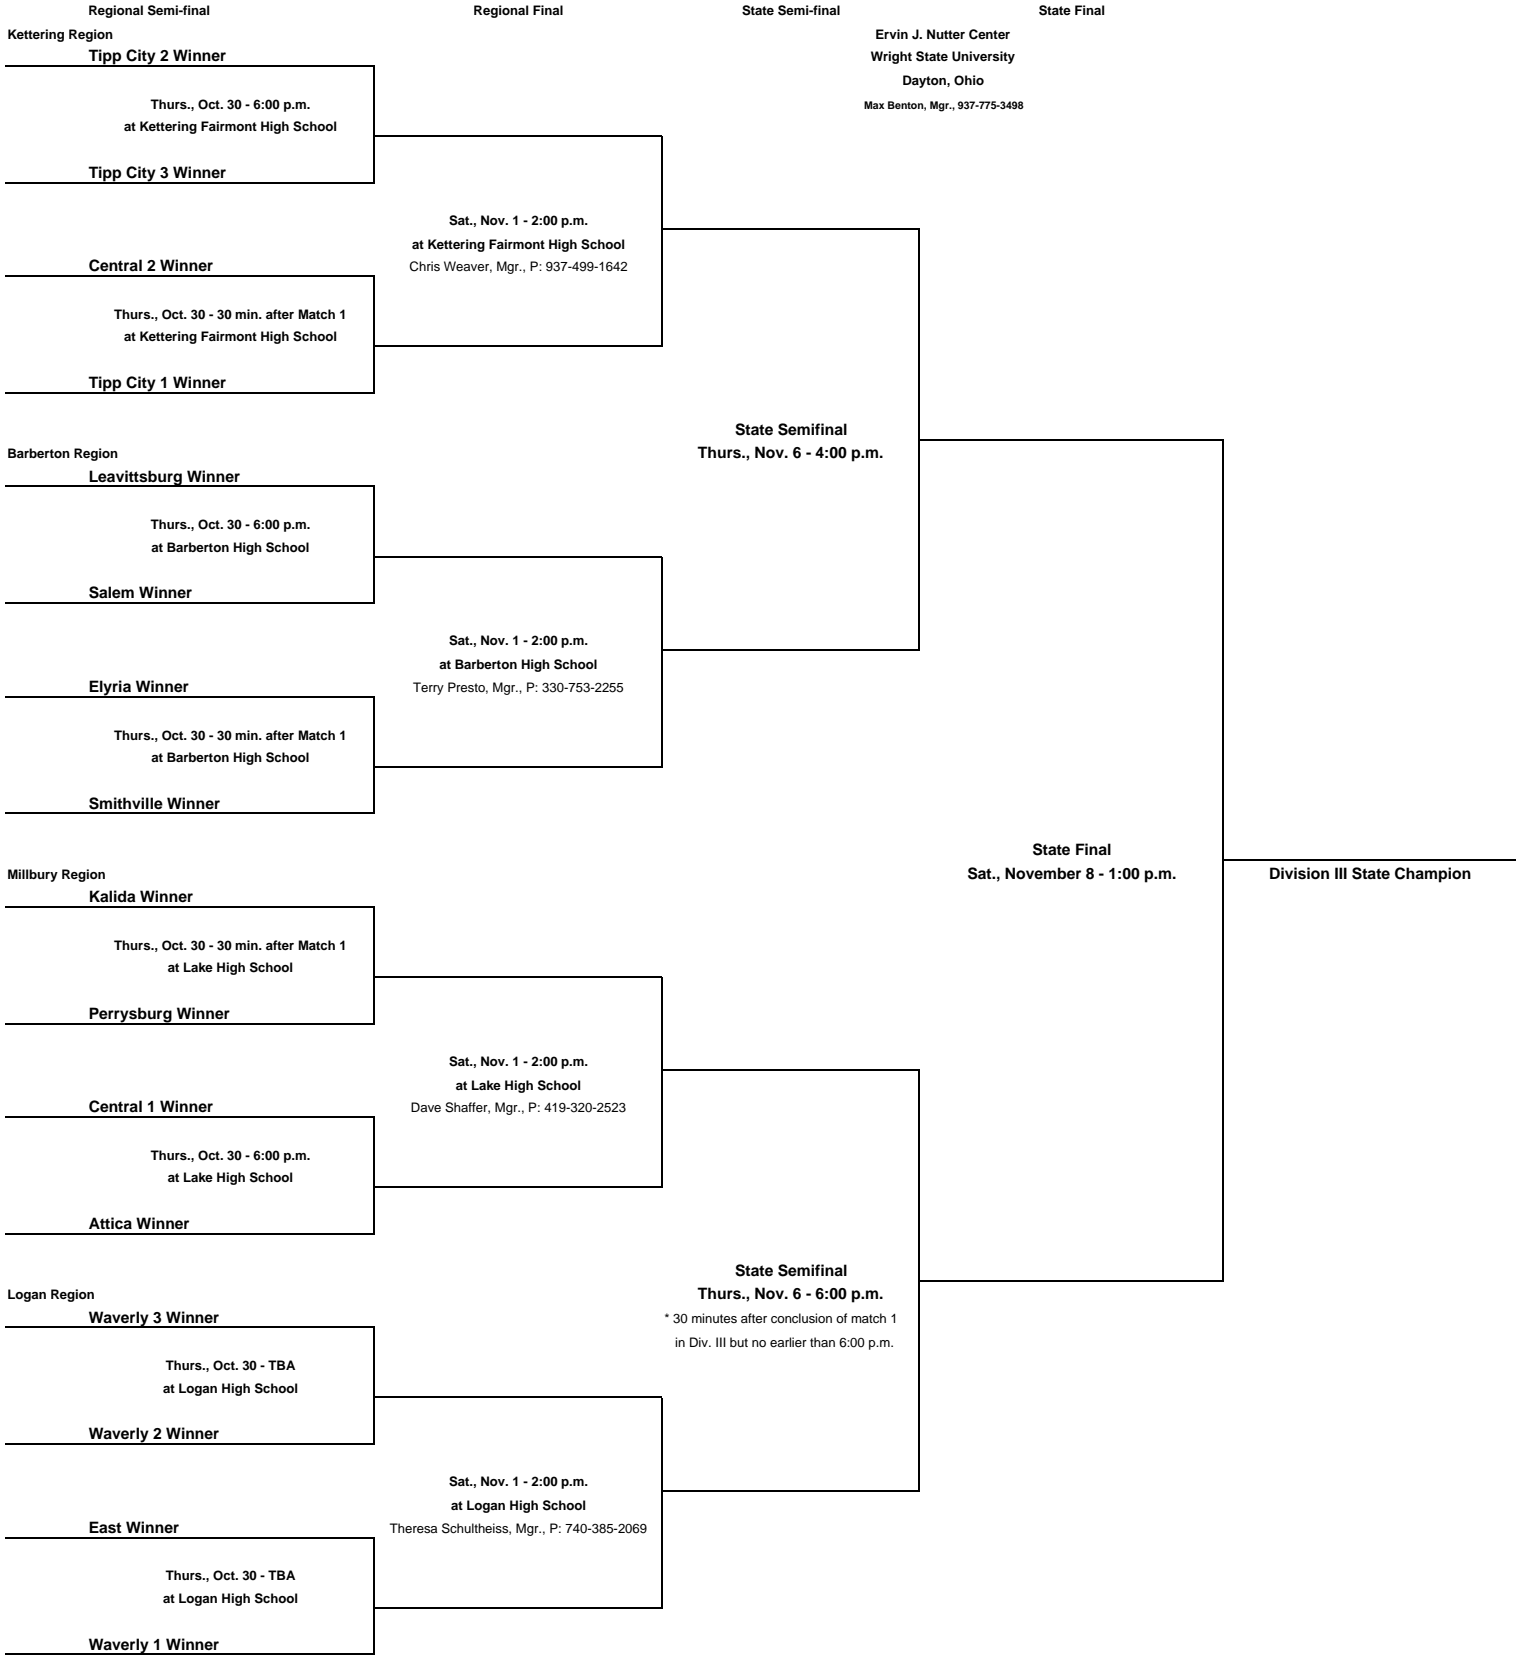 Regional Semi-final
Regional Final
State Semi-final
State Final
Kettering Region
Ervin J. Nutter Center
Wright State University
Dayton, Ohio
Max Benton, Mgr., 937-775-3498
Tipp City 2 Winner
Thurs., Oct. 30 - 6:00 p.m.
at Kettering Fairmont High School
Tipp City 3 Winner
Sat., Nov. 1 - 2:00 p.m.
at Kettering Fairmont High School
Chris Weaver, Mgr., P: 937-499-1642
Central 2 Winner
Thurs., Oct. 30 - 30 min. after Match 1
at Kettering Fairmont High School
Tipp City 1 Winner
State Semifinal
Thurs., Nov. 6 - 4:00 p.m.
Barberton Region
Leavittsburg Winner
Thurs., Oct. 30 - 6:00 p.m.
at Barberton High School
Salem Winner
Sat., Nov. 1 - 2:00 p.m.
at Barberton High School
Terry Presto, Mgr., P: 330-753-2255
Elyria Winner
Thurs., Oct. 30 - 30 min. after Match 1
at Barberton High School
Smithville Winner
State Final
Sat., November 8 - 1:00 p.m.
Division III State Champion
Millbury Region
Kalida Winner
Thurs., Oct. 30 - 30 min. after Match 1
at Lake High School
Perrysburg Winner
Sat., Nov. 1 - 2:00 p.m.
at Lake High School
Dave Shaffer, Mgr., P: 419-320-2523
Central 1 Winner
Thurs., Oct. 30 - 6:00 p.m.
at Lake High School
Attica Winner
State Semifinal
Thurs., Nov. 6 - 6:00 p.m.
* 30 minutes after conclusion of match 1
in Div. III but no earlier than 6:00 p.m.
Logan Region
Waverly 3 Winner
Thurs., Oct. 30 - TBA
at Logan High School
Waverly 2 Winner
Sat., Nov. 1 - 2:00 p.m.
at Logan High School
Theresa Schultheiss, Mgr., P: 740-385-2069
East Winner
Thurs., Oct. 30 - TBA
at Logan High School
Waverly 1 Winner